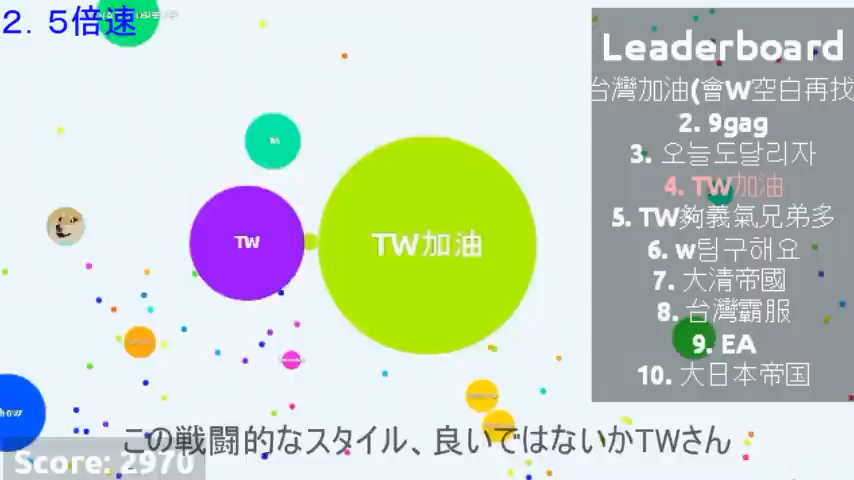 2．5倍速
Leaderboard
台灣加油(會W空白再找
2. 9gag
3. 오늘도달리자
4. TW加油
5. TW夠義氣兄弟多
6. w팀구해요
7. 大清帝國
8. 台灣霸服
9. EA
10. 大日本帝国
TW
TW加油
この戦闘的なスタイル、良いではないかTWさん
Score: 2970